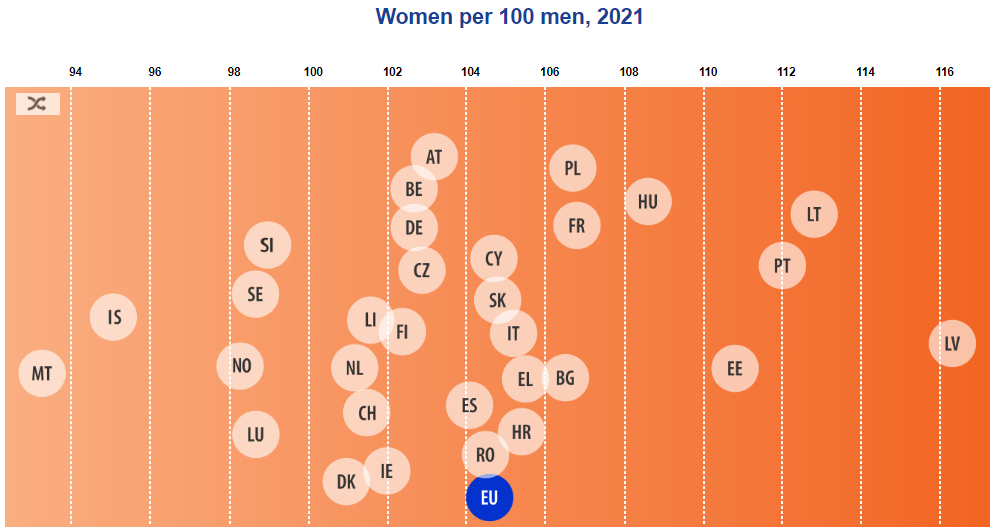 Women per 100 men, 2021
94 96 98 100 102 104 106 108 110 112 114 116
AT
PL
BE
HU
LT
DE
FR
SI
CY
PT
CZ
SE
SK
IS
LI
FI
IT
LV
NO
NL
EE
MT
EL
BG
ES
CH
HR
LU
RO
IE
DK
EU